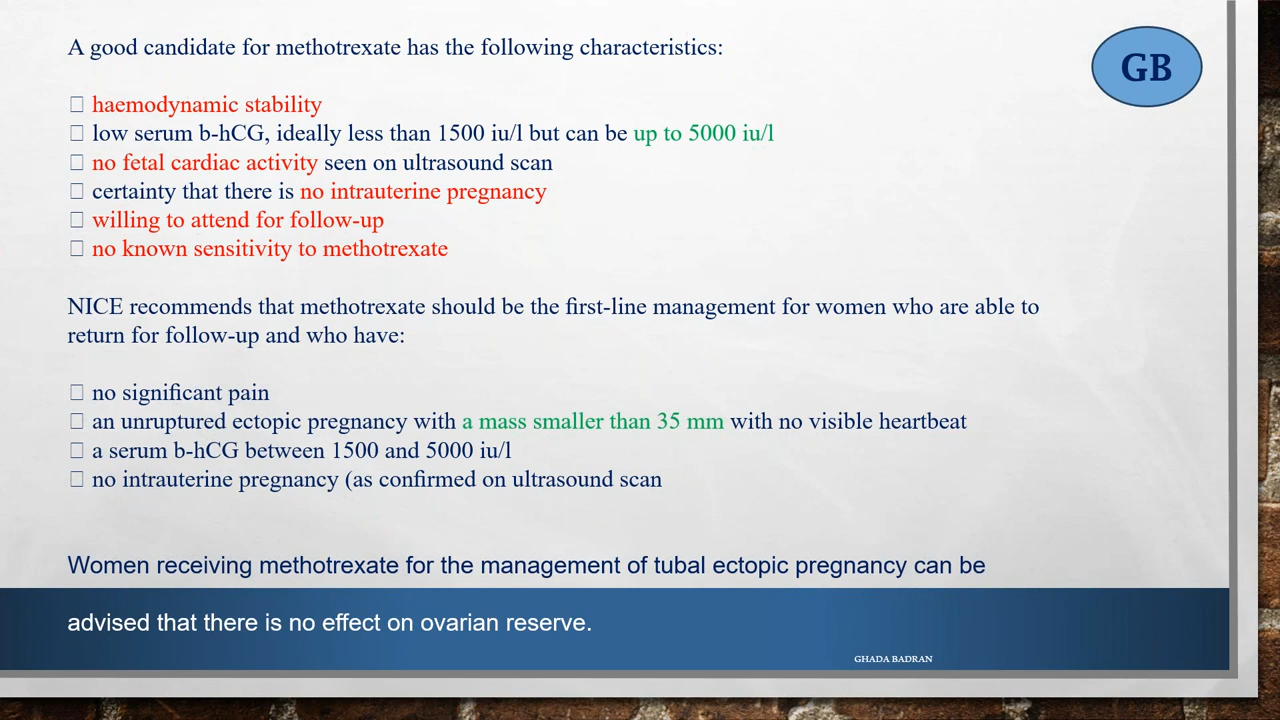 A good candidate for methotrexate has the following characteristics:
GB
□ haemodynamic stability
□ low serum b-hCG, ideally less than 1500 iu/l but can be up to 5000 iu/l
□ no fetal cardiac activity seen on ultrasound scan
□ certainty that there is no intrauterine pregnancy
□ willing to attend for follow-up
□ no known sensitivity to methotrexate
NICE recommends that methotrexate should be the first-line management for women who are able to
return for follow-up and who have:
□ no significant pain
□ an unruptured ectopic pregnancy with a mass smaller than 35 mm with no visible heartbeat
□ a serum b-hCG between 1500 and 5000 iu/l
□ no intrauterine pregnancy (as confirmed on ultrasound scan
Women receiving methotrexate for the management of tubal ectopic pregnancy can be
advised that there is no effect on ovarian reserve.
GHADA BADRAN